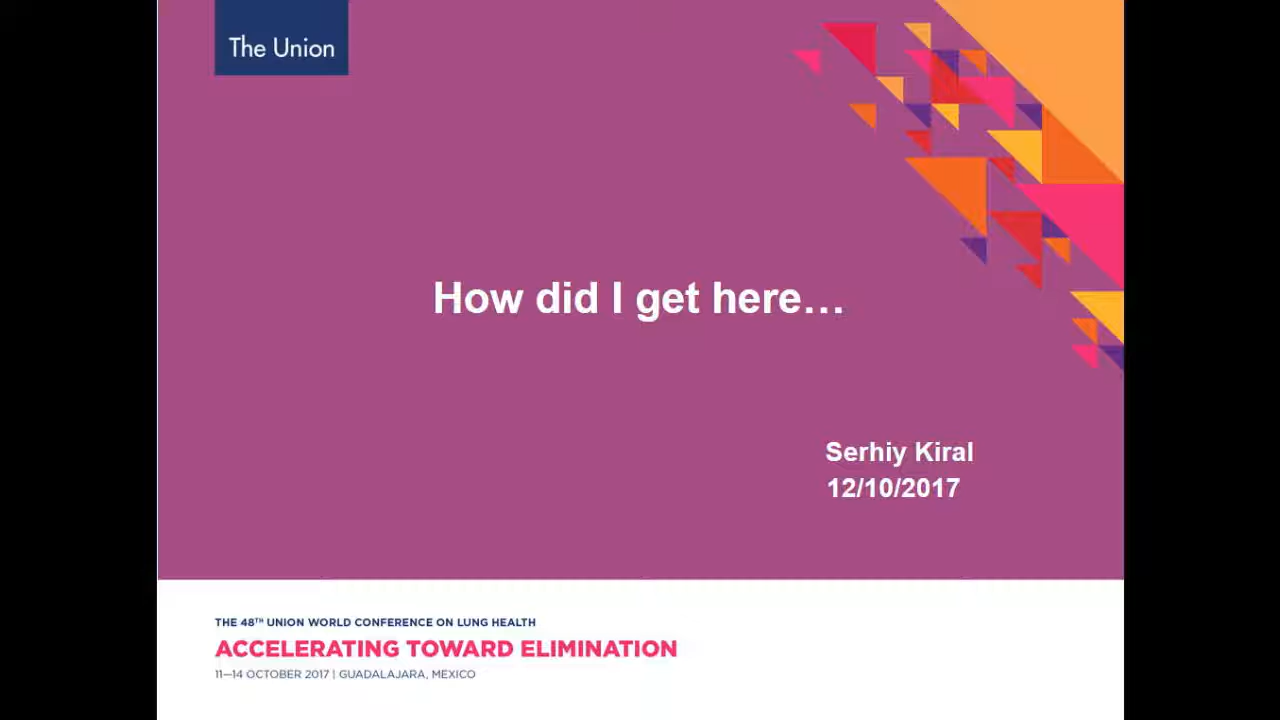 The Union
How did I get here…
Serhiy Kiral
12/10/2017
THE 48TH UNION WORLD CONFERENCE ON LUNG HEALTH
ACCELERATING TOWARD ELIMINATION
11—14 OCTOBER 2017 | GUADALAJARA, MEXICO